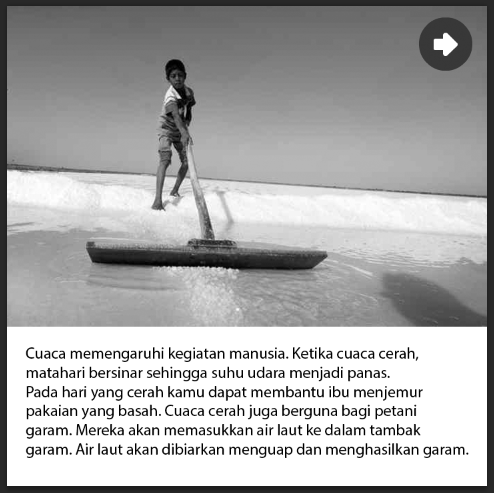 Cuaca memengaruhi kegiatan manusia. Ketika cuaca cerah,
matahari bersinar sehingga suhu udara menjadi panas.
Pada hari yang cerah kamu dapat membantu ibu menjemur
pakaian yang basah. Cuaca cerah juga berguna bagi petani
garam. Mereka akan memasukkan air laut ke dalam tambak
garam. Air laut akan dibiarkan menguap dan menghasilkan garam.